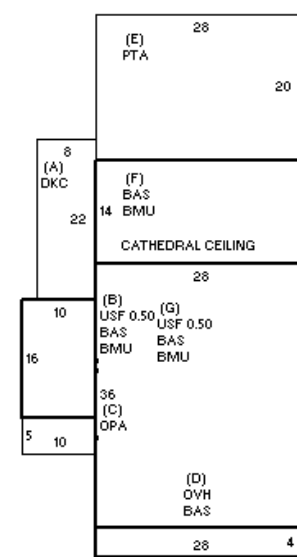 28
(E)
PTA
20
8
(A)
DKC
22
(F)
BAS
14 BMU
CATHEDRAL CEILING
28
10
(B)
USF 0.50
BAS
BMU
(G)
USF 0.50
BAS
BMU
16
36
(C)
OPA
5
10
(D)
OVH
BAS
28
4